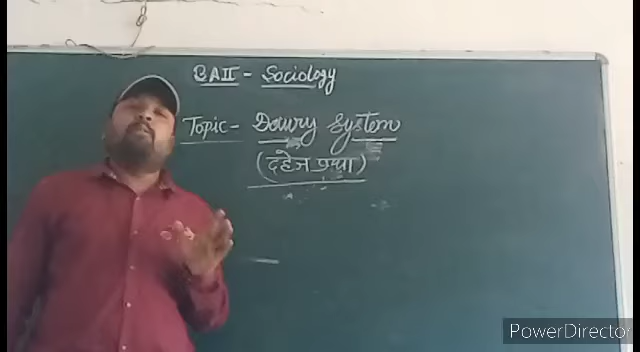 BA II - Sociology
Topic - Dowry System
(दहेज प्रथा)
PowerDirector